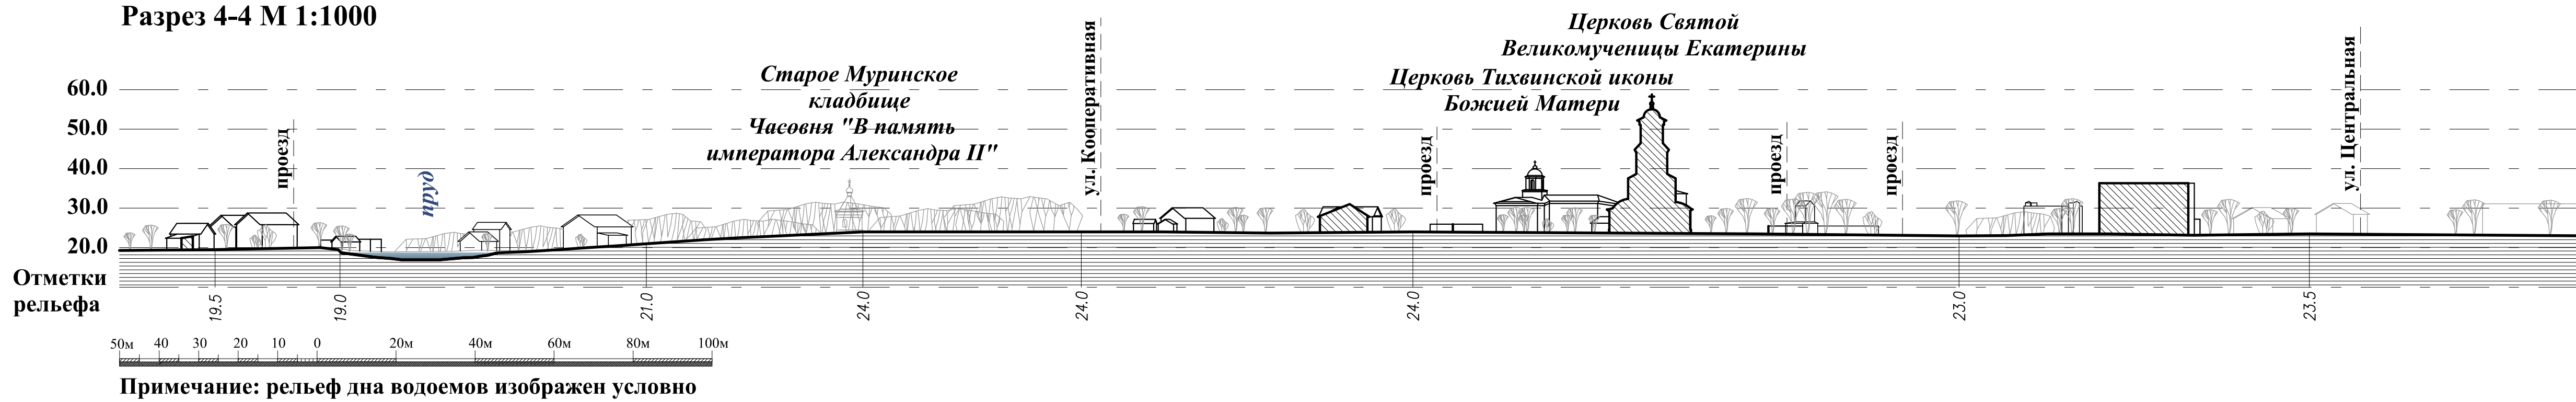 Разрез 4-4 М 1:1000
Церковь Святой
Великомученицы Екатерины
Церковь Тихвинской иконы
Божией Матери
Старое Муринское
кладбище
Часовня "В память
императора Александра II"
60.0
50.0
40.0
30.0
20.0
проезд
пруд
ул. Кооперативная
проезд
проезд
проезд
ул. Центральная
Отметки
рельефа
19.5
19.0
21.0
24.0
24.0
24.0
23.0
23.5
50м 40 30 20 10 0 20м 40м 60м 80м 100м
Примечание: рельеф дна водоемов изображен условно